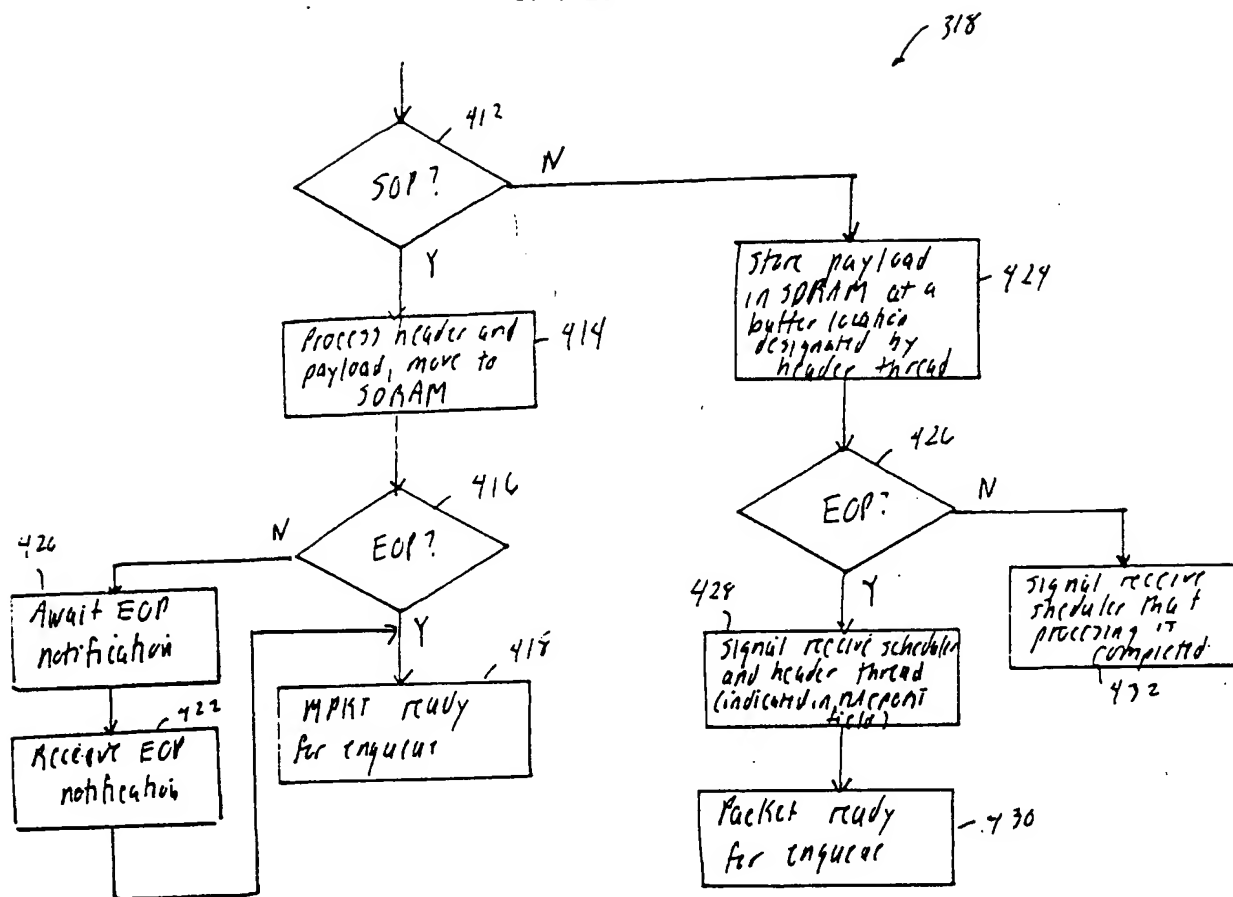 318
412
SOP?
N
Y
Process header and
payload, move to
SDRAM
414
416
EOP?
N
Y
426
Await EOP
notification
422
Receive EOP
notification
418
MPKT ready
for enqueue
Store payload
in SDRAM at a
buffer location
designated by
header thread
424
426
EOP?
N
Y
428
Signal receive scheduler
and header thread
(indicated in
field)
Signal receive
sheduler that
processing is
completed
432
Packet ready
for enqueue
430